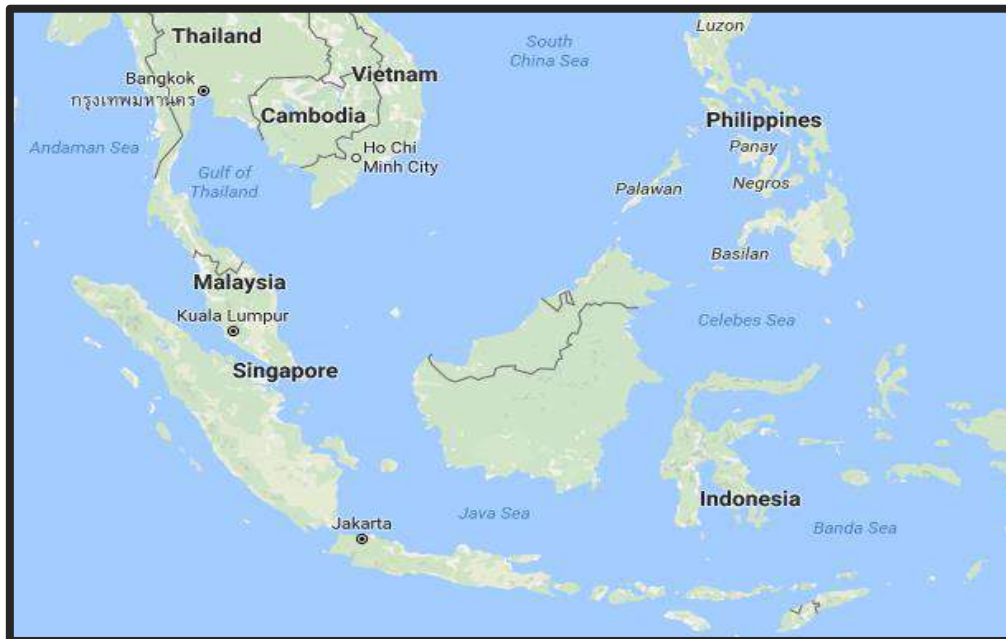 Luzon
South
China Sea
Thailand
Vietnam
Bangkok
กรุงเทพมหานคร
Cambodia
Philippines
Andaman Sea
Ho Chi
Minh City
Panay
Gulf of
Thailand
Palawan
Negros
Basilan
Malaysia
Kuala Lumpur
Celebes Sea
Singapore
Indonesia
Java Sea
Jakarta
Banda Sea